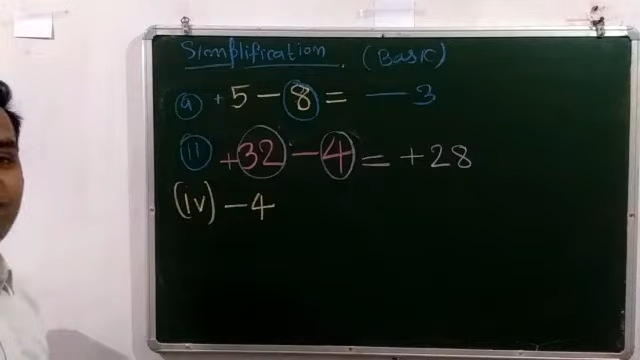 Simplification. (Basic)
(a) +5 - 8 = - 3
(ii) +32 - 4 = +28
(iv) - 4